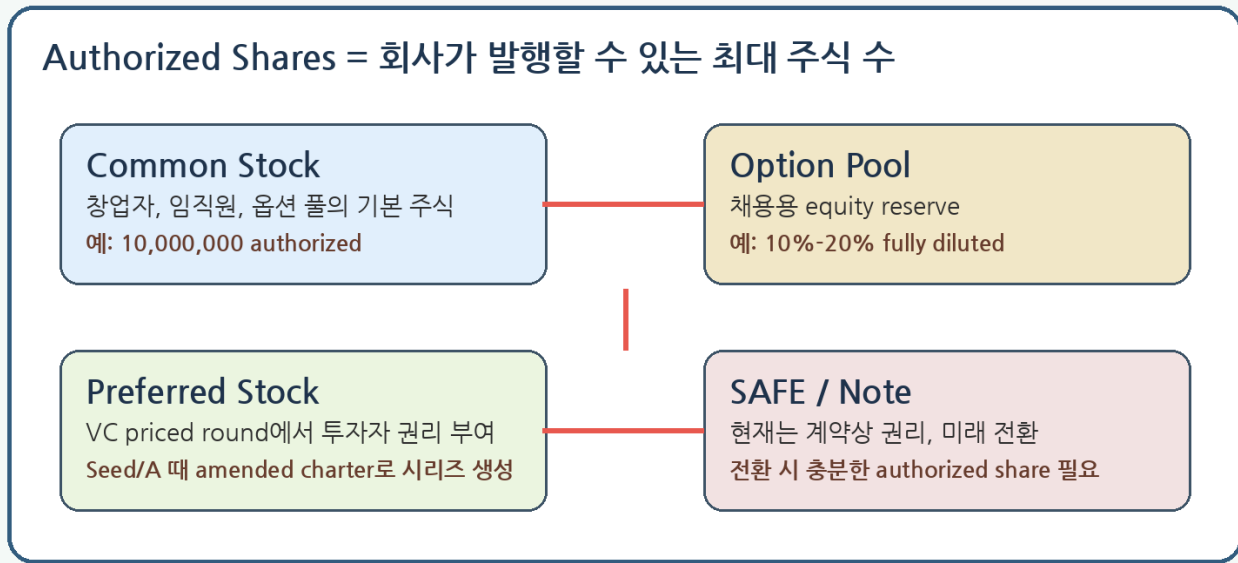 Authorized Shares = 회사가 발행할 수 있는 최대 주식 수
Common Stock
창업자, 임직원, 옵션 풀의 기본 주식
예: 10,000,000 authorized
Option Pool
채용용 equity reserve
예: 10%-20% fully diluted
Preferred Stock
VC priced round에서 투자자 권리 부여
Seed/A 때 amended charter로 시리즈 생성
SAFE / Note
현재는 계약상 권리, 미래 전환
전환 시 충분한 authorized share 필요